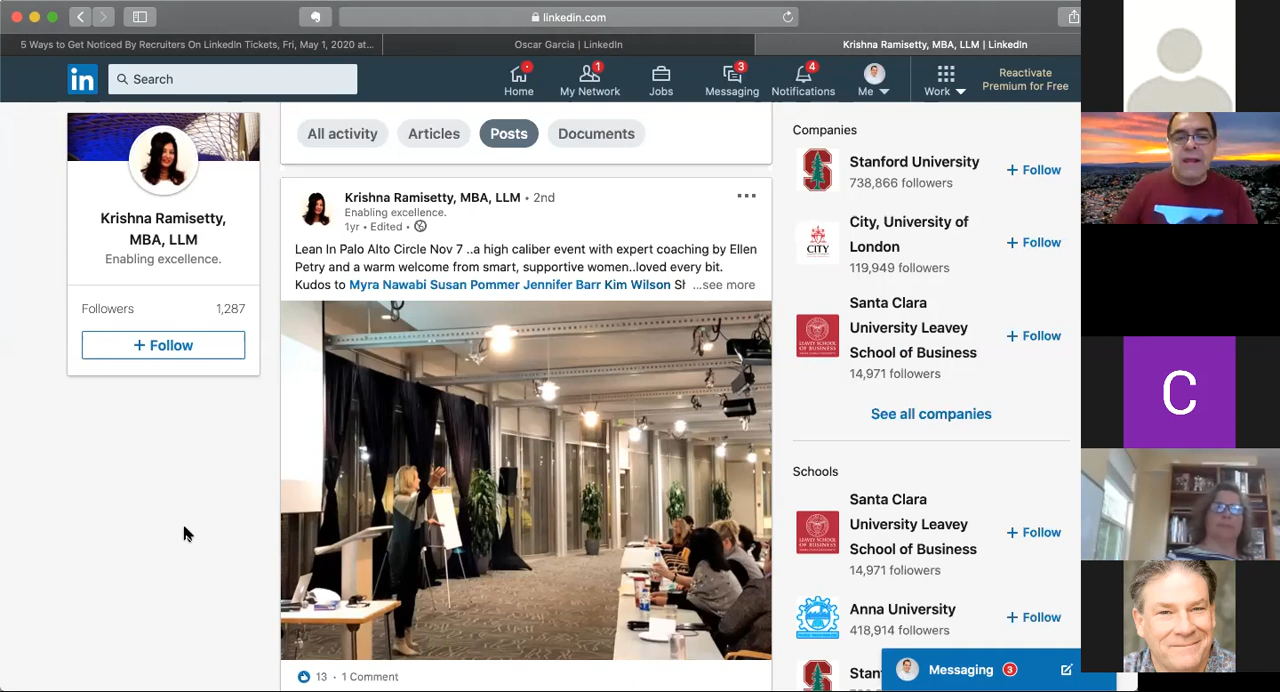 linkedin.com
5 Ways to Get Noticed By Recruiters On LinkedIn Tickets, Fri, May 1, 2020 at...
Oscar Garcia | LinkedIn
Krishna Ramisetty, MBA, LLM | LinkedIn
in
Search
Home
1
My Network
Jobs
3
Messaging
4
Notifications
Me
Work
Reactivate
Premium for Free
Krishna Ramisetty,
MBA, LLM
Enabling excellence.
Followers 1,287
+ Follow
All activity
Articles
Posts
Documents
Krishna Ramisetty, MBA, LLM • 2nd
Enabling excellence.
1yr • Edited •
Lean In Palo Alto Circle Nov 7 ..a high caliber event with expert coaching by Ellen
Petry and a warm welcome from smart, supportive women..loved every bit.
Kudos to Myra Nawabi Susan Pommer Jennifer Barr Kim Wilson SH ...see more
13 · 1 Comment
Companies
Stanford University
738,866 followers
+ Follow
CITY
City, University of
London
119,949 followers
+ Follow
Santa Clara
University Leavey
School of Business
14,971 followers
+ Follow
See all companies
Schools
Santa Clara
University Leavey
School of Business
14,971 followers
+ Follow
Anna University
418,914 followers
+ Follow
Stan
Messaging 3
C